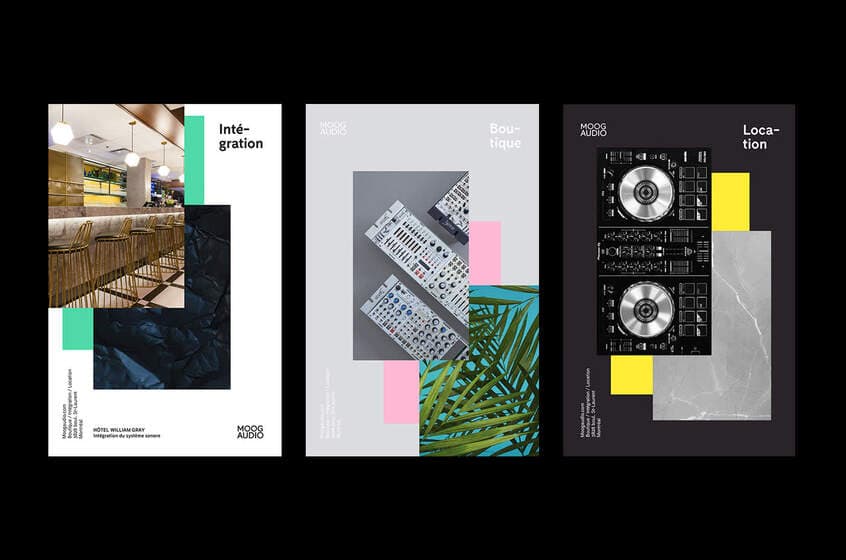 Inté-
gration
Moogaudio.com
Boutique / Intégration / Location
3828 boul. St-Laurent
Montréal
HÔTEL WILLIAM GRAY
Intégration du système sonore
MOOG
AUDIO
MOOG
AUDIO
Bou-
tique
MOOG
AUDIO
Loca-
tion
Moogaudio.com
Boutique / Intégration / Location
3828 boul. St-Laurent
Montréal